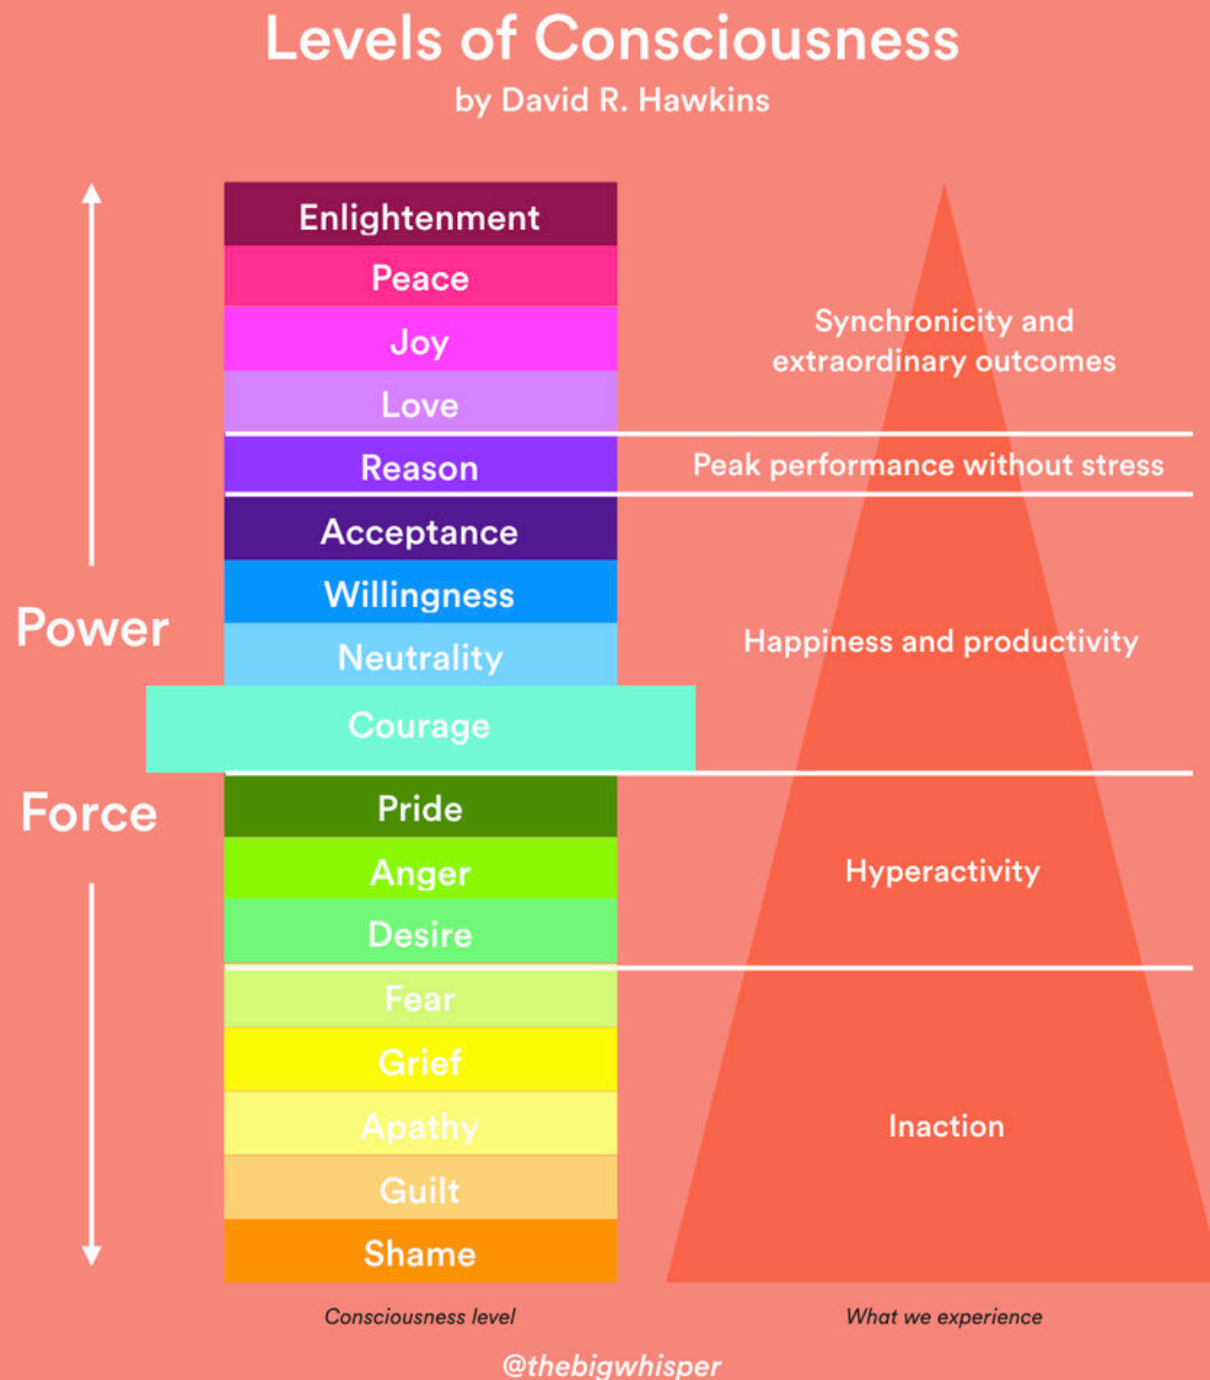 Levels of Consciousness
by David R. Hawkins
Power
Force
Enlightenment
Peace
Joy
Love
Reason
Acceptance
Willingness
Neutrality
Courage
Pride
Anger
Desire
Fear
Grief
Apathy
Guilt
Shame
Consciousness level
Synchronicity and
extraordinary outcomes
Peak performance without stress
Happiness and productivity
Hyperactivity
Inaction
What we experience
@thebigwhisper